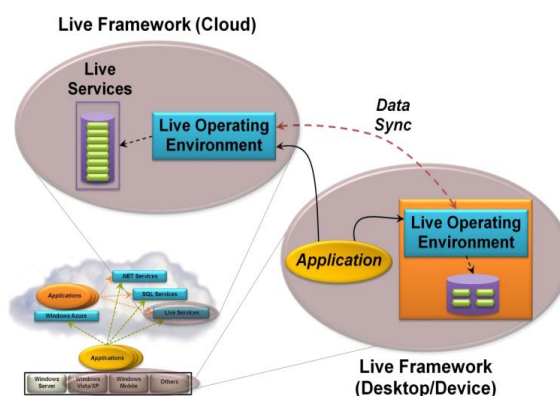 Live Framework (Cloud)
Live
Services
Live Operating
Environment
Data
Sync
Live Operating
Environment
Application
.NET Services
Applications
SQL Services
Windows Azure
Live Services
Applications
Windows
Server
Windows
Vista/XP
Windows
Mobile
Others
Live Framework
(Desktop/Device)